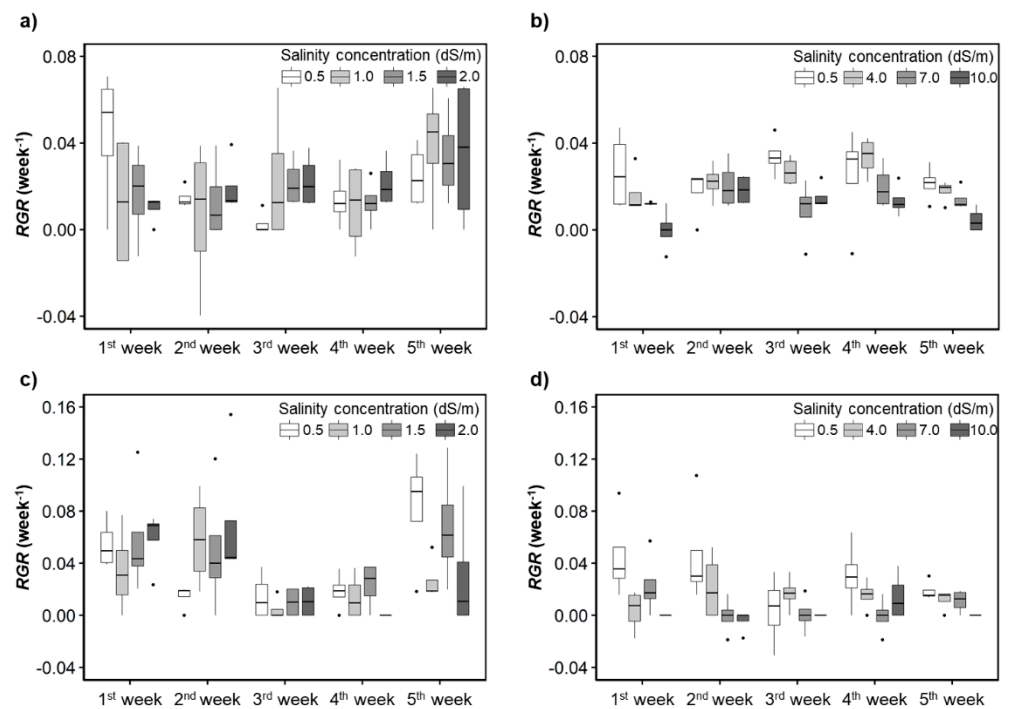 a)
Salinity concentration (dS/m)
0.5 1.0 1.5 2.0
0.08
0.04
0.00
-0.04
RGR (week-1)
1st week 2nd week 3rd week 4th week 5th week
b)
Salinity concentration (dS/m)
0.5 4.0 7.0 10.0
0.08
0.04
0.00
-0.04
RGR (week-1)
1st week 2nd week 3rd week 4th week 5th week
c)
Salinity concentration (dS/m)
0.5 1.0 1.5 2.0
0.16
0.12
0.08
0.04
0.00
-0.04
RGR (week-1)
1st week 2nd week 3rd week 4th week 5th week
d)
Salinity concentration (dS/m)
0.5 4.0 7.0 10.0
0.16
0.12
0.08
0.04
0.00
-0.04
RGR (week-1)
1st week 2nd week 3rd week 4th week 5th week